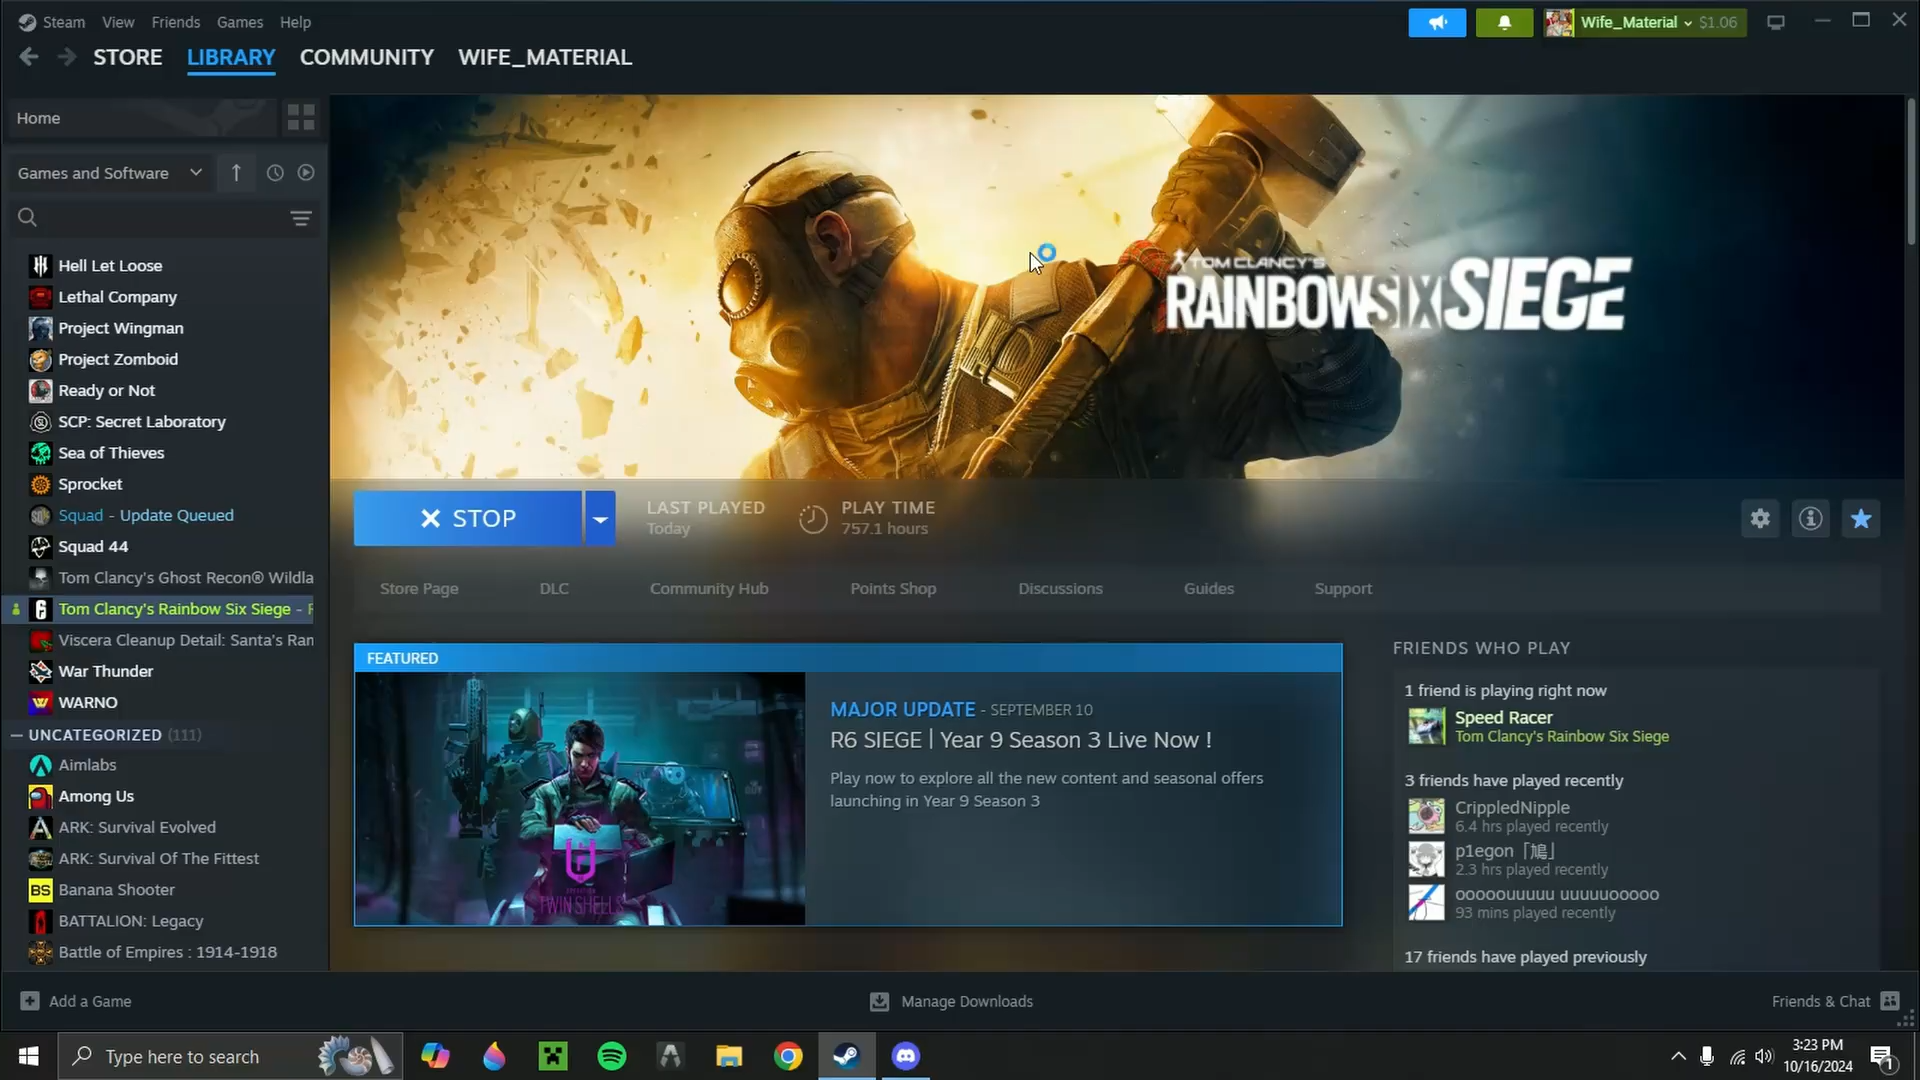 Steam View Friends Games Help
Wife_Material $1.06
STORE LIBRARY COMMUNITY WIFE_MATERIAL
Home
Games and Software
TOM CLANCY'S
RAINBOWSIX SIEGE
Hell Let Loose
Lethal Company
Project Wingman
Project Zomboid
Ready or Not
SCP: Secret Laboratory
Sea of Thieves
Sprocket
Squad - Update Queued
Squad 44
Tom Clancy's Ghost Recon® Wildla
Tom Clancy's Rainbow Six Siege - R
Viscera Cleanup Detail: Santa's Ran
War Thunder
WARNO
UNCATEGORIZED (111)
Aimlabs
Among Us
ARK: Survival Evolved
ARK: Survival Of The Fittest
BS Banana Shooter
BATTALION: Legacy
Battle of Empires : 1914-1918
STOP
LAST PLAYED
Today
PLAY TIME
757.1 hours
Store Page DLC Community Hub Points Shop Discussions Guides Support
FEATURED
TWIN SHELLS
MAJOR UPDATE - SEPTEMBER 10
R6 SIEGE | Year 9 Season 3 Live Now !
Play now to explore all the new content and seasonal offers
launching in Year 9 Season 3
FRIENDS WHO PLAY
1 friend is playing right now
Speed Racer
Tom Clancy's Rainbow Six Siege
3 friends have played recently
CrippledNipple
6.4 hrs played recently
p1egon「鳩」
2.3 hrs played recently
oooouuuuu uuuuuooooo
93 mins played recently
17 friends have played previously
Add a Game
Manage Downloads
Friends & Chat
Type here to search
3:23 PM
10/16/2024
1